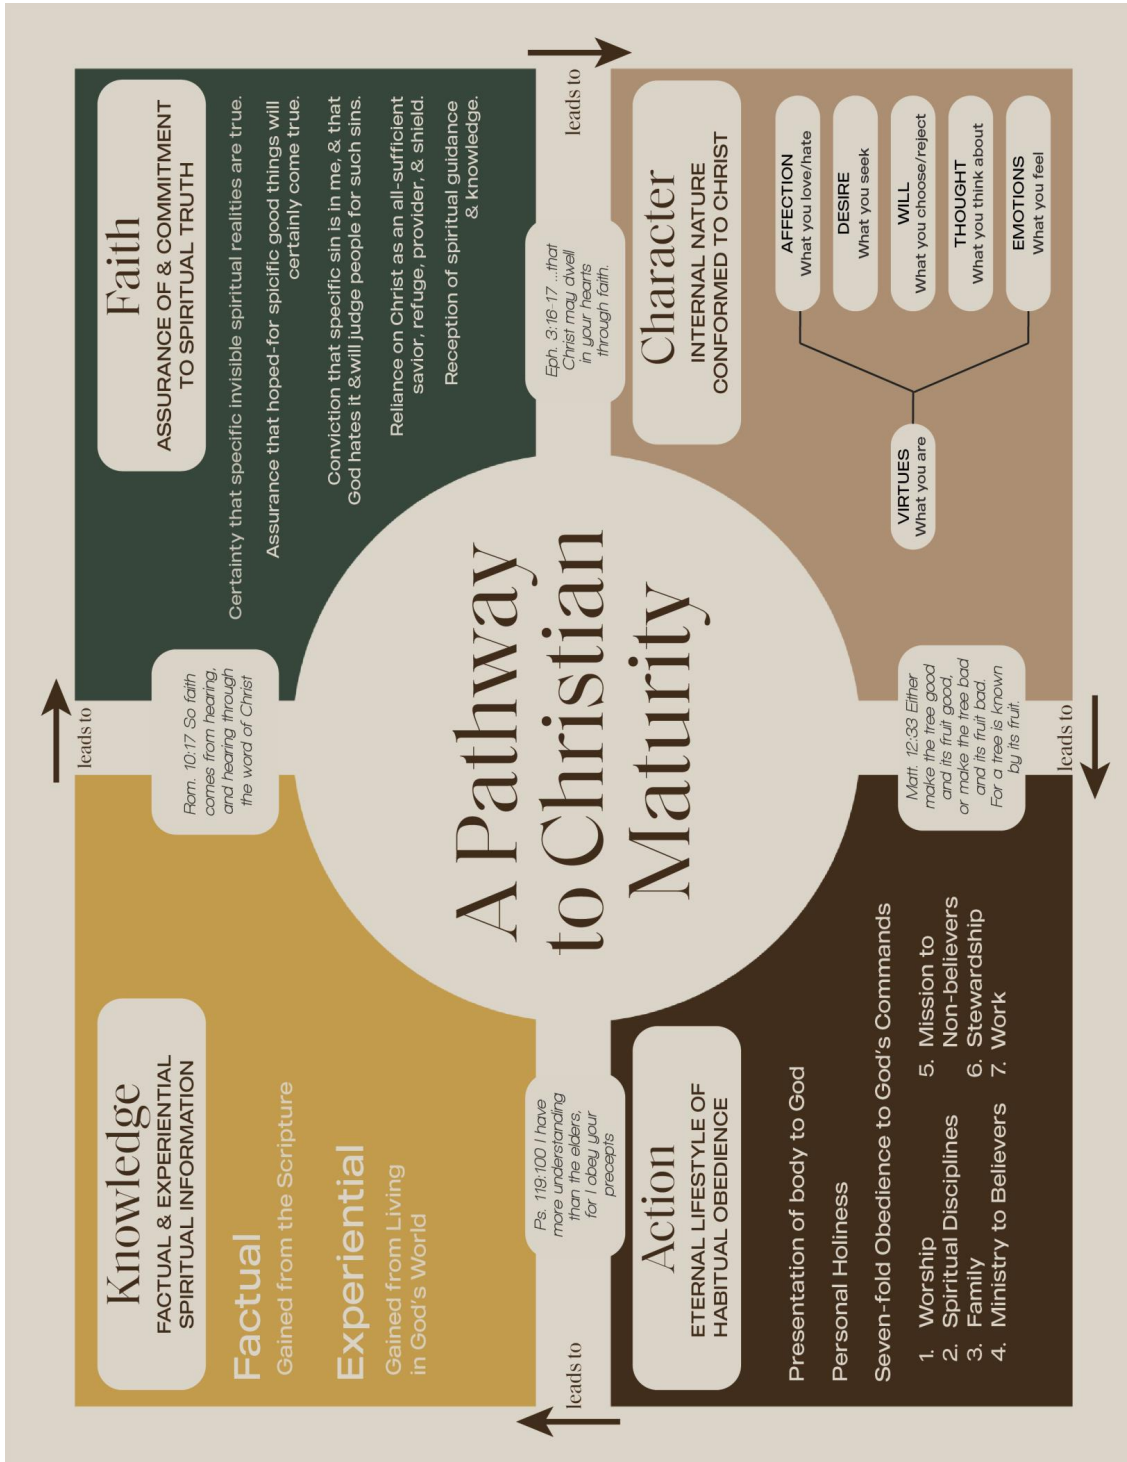 Knowledge
FACTUAL & EXPERIENTIAL
SPIRITUAL INFORMATION
Factual
Gained from the Scripture
Experiential
Gained from Living
in God's World
leads to
Rom. 10:17 So faith
comes from hearing,
and hearing through
the word of Christ
Faith
ASSURANCE OF & COMMITMENT
TO SPIRITUAL TRUTH
Certainty that specific invisible spiritual realities are true.
Assurance that hoped-for spicific good things will
certainly come true.
Conviction that specific sin is in me, & that
God hates it & will judge people for such sins.
Reliance on Christ as an all-sufficient
savior, refuge, provider, & shield.
Reception of spiritual guidance
& knowledge.
leads to
Eph. 3:16-17 ...that
Christ may dwell
in your hearts
through faith.
A Pathway
to Christian
Maturity
Character
INTERNAL NATURE
CONFORMED TO CHRIST
VIRTUES
What you are
AFFECTION
What you love/hate
DESIRE
What you seek
WILL
What you choose/reject
THOUGHT
What you think about
EMOTIONS
What you feel
leads to
Matt. 12:33 Either
make the tree good
and its fruit good,
or make the tree bad
and its fruit bad.
For a tree is known
by its fruit.
Action
ETERNAL LIFESTYLE OF
HABITUAL OBEDIENCE
Presentation of body to God
Personal Holiness
Seven-fold Obedience to God's Commands
1. Worship
2. Spiritual Disciplines
3. Family
4. Ministry to Believers
5. Mission to
Non-believers
6. Stewardship
7. Work
leads to
Ps. 119:100 I have
more understanding
than the elders,
for I obey your
precepts